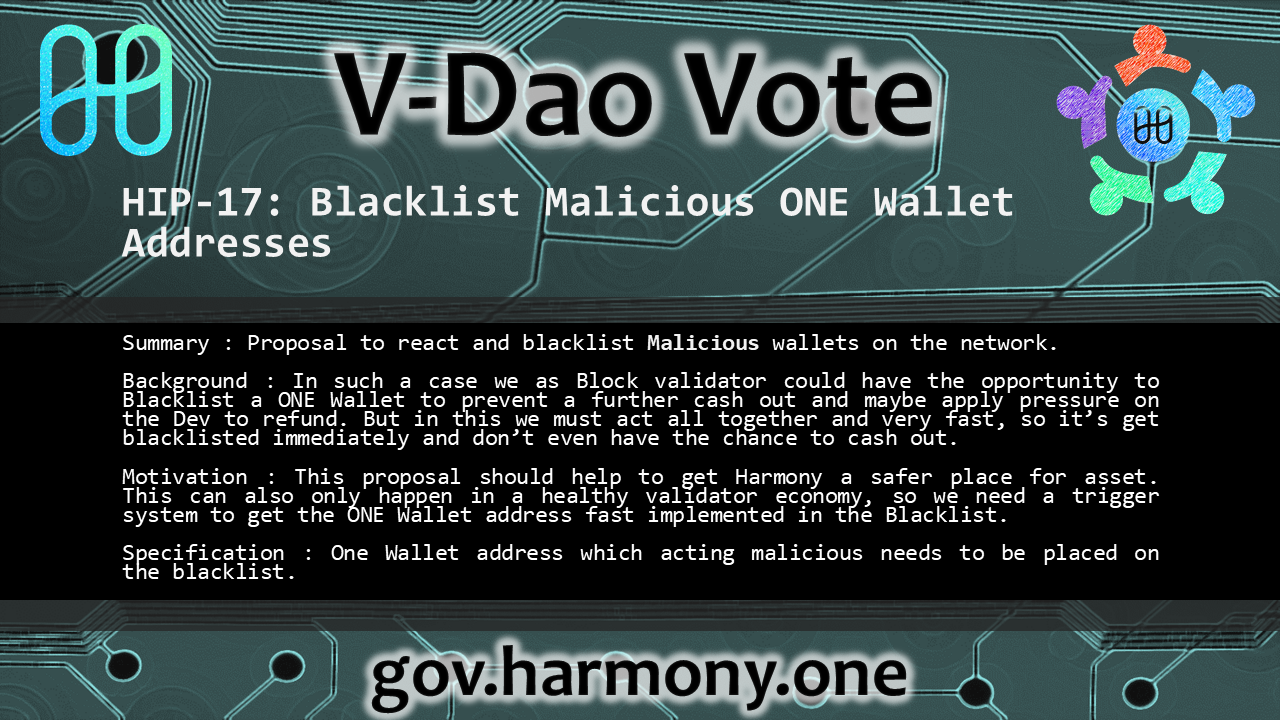 V-Dao Vote
HIP-17: Blacklist Malicious ONE Wallet
Addresses
Summary : Proposal to react and blacklist Malicious wallets on the network.
Background : In such a case we as Block validator could have the opportunity to
Blacklist a ONE Wallet to prevent a further cash out and maybe apply pressure on
the Dev to refund. But in this we must act all together and very fast, so it’s get
blacklisted immediately and don’t even have the chance to cash out.
Motivation : This proposal should help to get Harmony a safer place for asset.
This can also only happen in a healthy validator economy, so we need a trigger
system to get the ONE Wallet address fast implemented in the Blacklist.
Specification : One Wallet address which acting malicious needs to be placed on
the blacklist.
gov.harmony.one